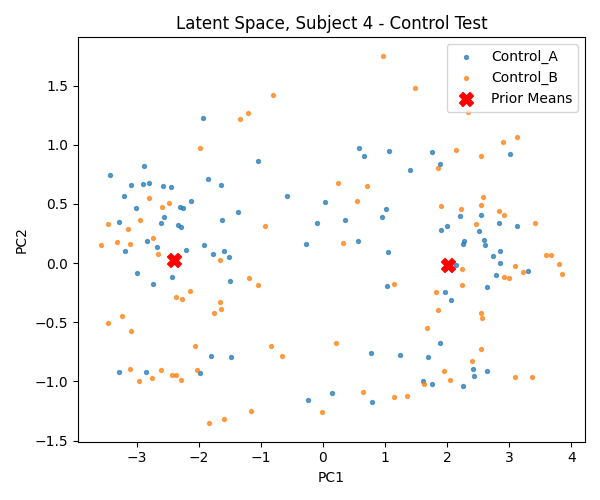 Latent Space, Subject 4 - Control Test
Control_A
Control_B
Prior Means
1.5
1.0
0.5
0.0
−0.5
−1.0
−1.5
PC2
−3
−2
−1
0
1
2
3
4
PC1